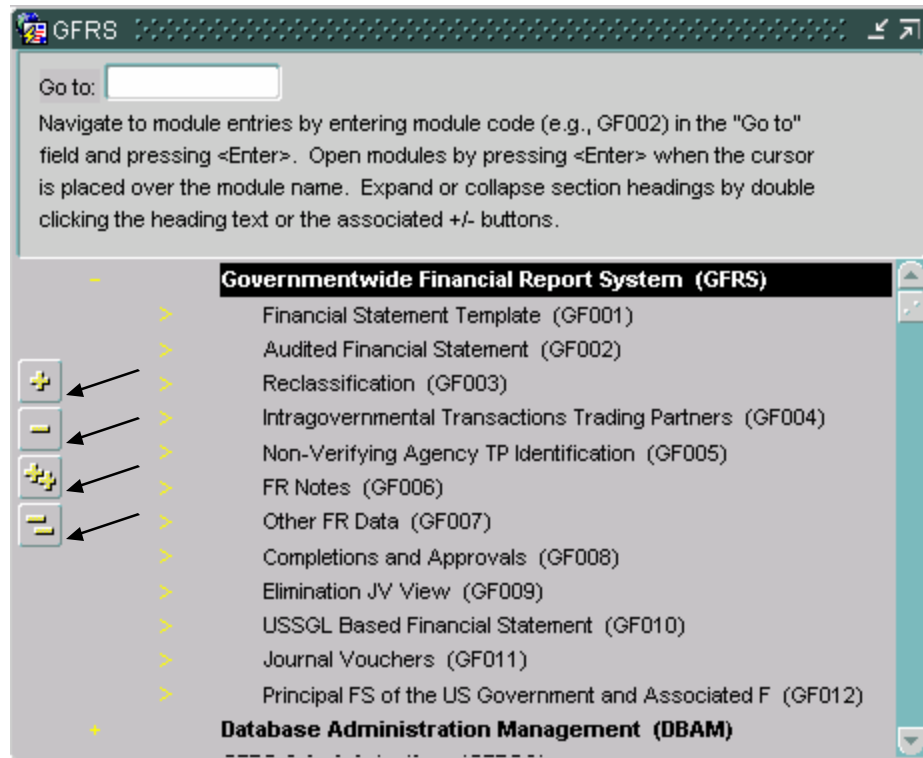 GFRS
Go to:
Navigate to module entries by entering module code (e.g., GF002) in the "Go to"
field and pressing <Enter>.  Open modules by pressing <Enter> when the cursor
is placed over the module name.  Expand or collapse section headings by double
clicking the heading text or the associated +/- buttons.
- Governmentwide Financial Report System (GFRS)
> Financial Statement Template (GF001)
> Audited Financial Statement (GF002)
> Reclassification (GF003)
> Intragovernmental Transactions Trading Partners (GF004)
> Non-Verifying Agency TP Identification (GF005)
> FR Notes (GF006)
> Other FR Data (GF007)
> Completions and Approvals (GF008)
> Elimination JV View (GF009)
> USSGL Based Financial Statement (GF010)
> Journal Vouchers (GF011)
> Principal FS of the US Government and Associated F (GF012)
+ Database Administration Management (DBAM)